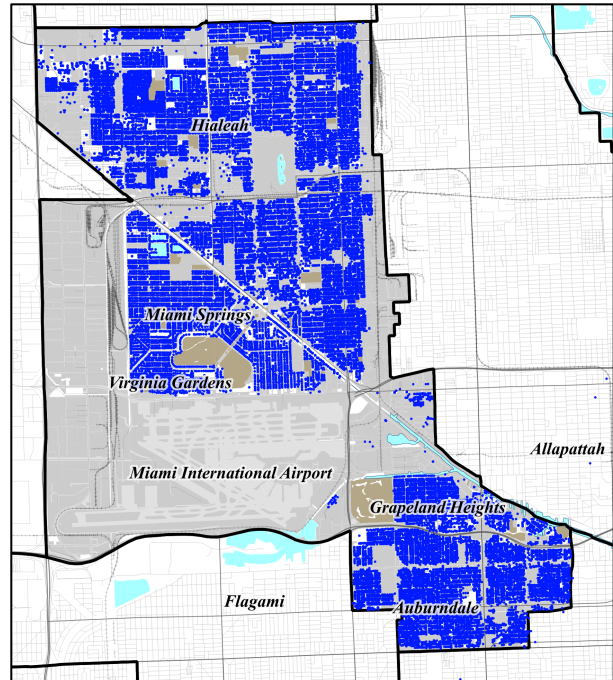 Hialeah
Miami Springs
Virginia Gardens
Allapattah
Miami International Airport
Grapeland Heights
Flagami
Auburndale